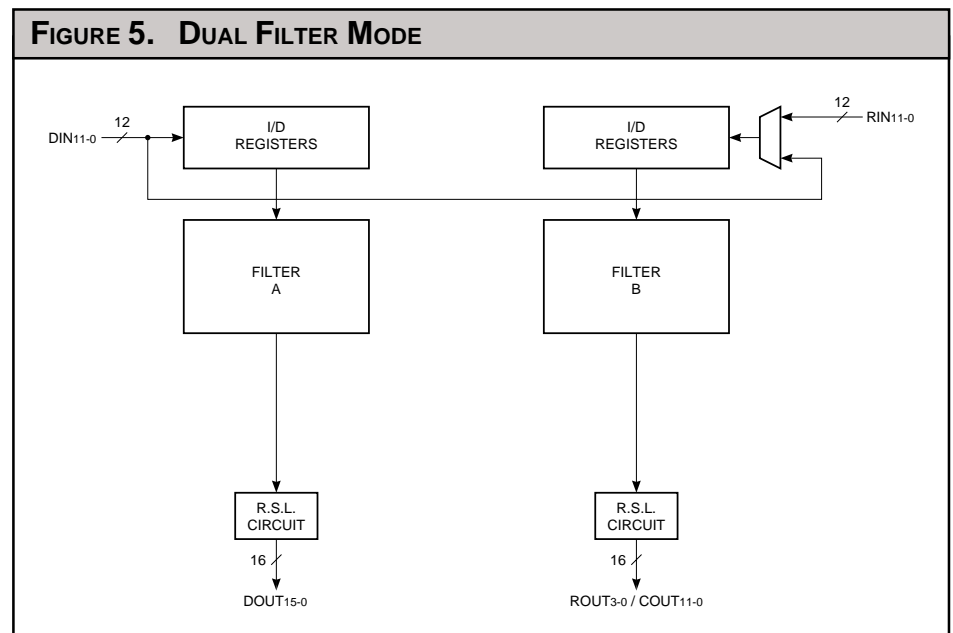 FIGURE 5. DUAL FILTER MODE
DIN11-0
12
I/D
REGISTERS
I/D
REGISTERS
12
RIN11-0
FILTER
A
FILTER
B
R.S.L.
CIRCUIT
R.S.L.
CIRCUIT
16
16
DOUT15-0
ROUT3-0 / COUT11-0